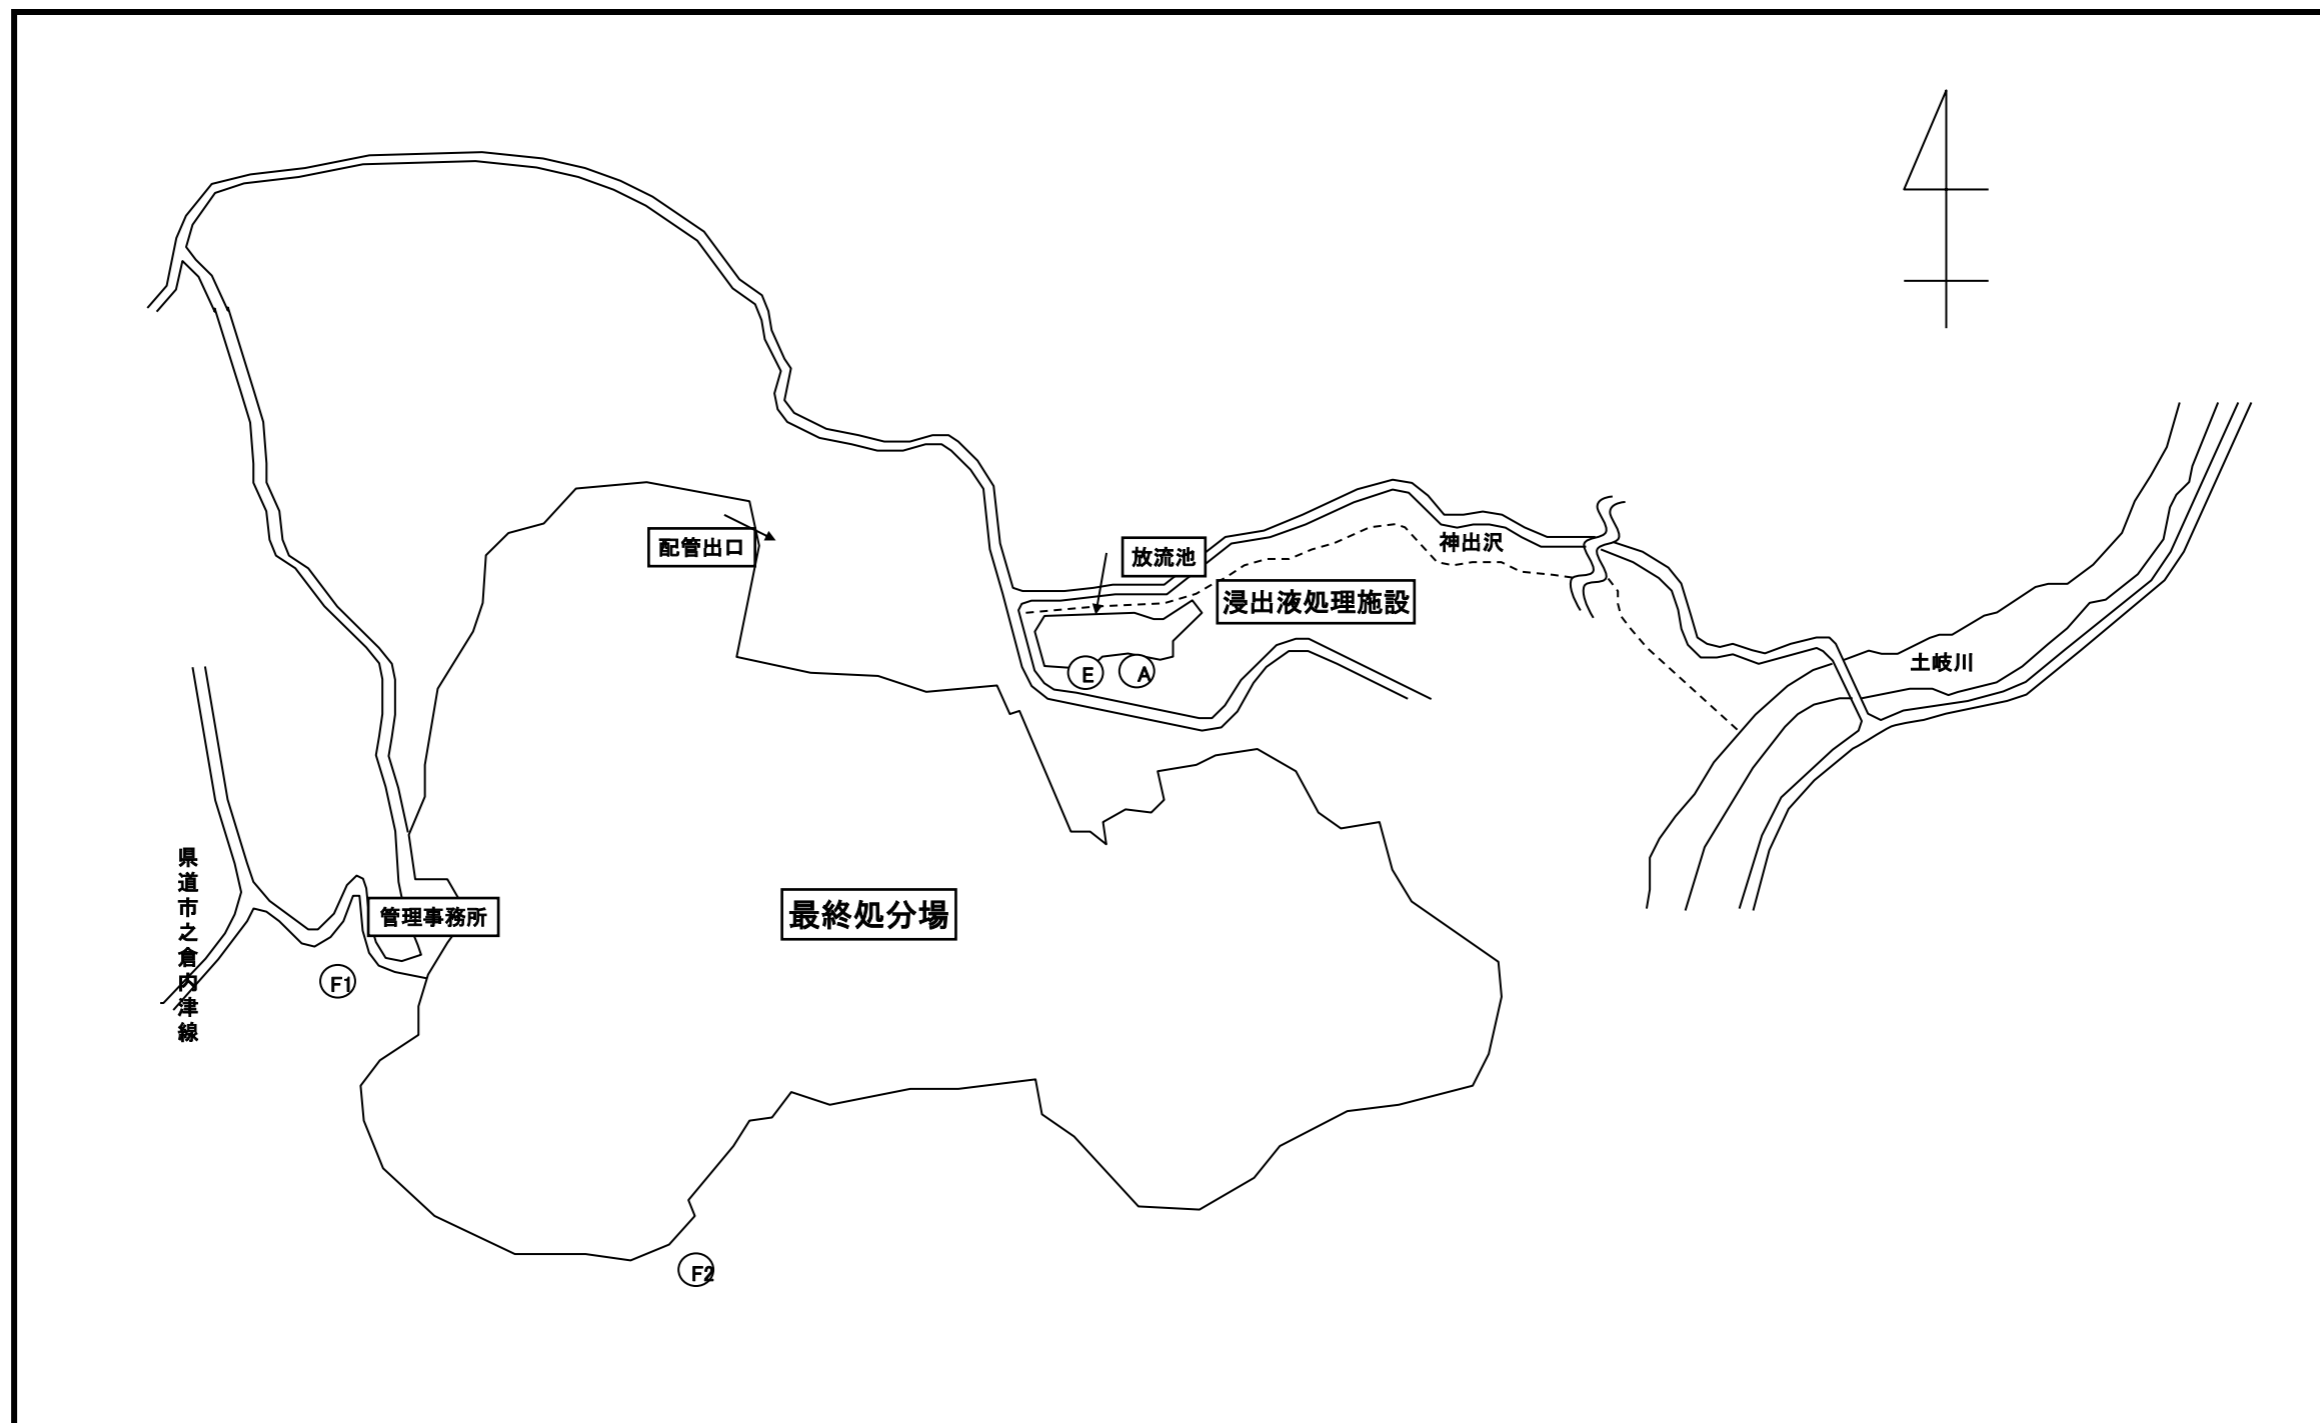 配管出口
放流池
神出沢
浸出液処理施設
土岐川
E
A
県道市之倉内津線
管理事務所
最終処分場
F1
F2